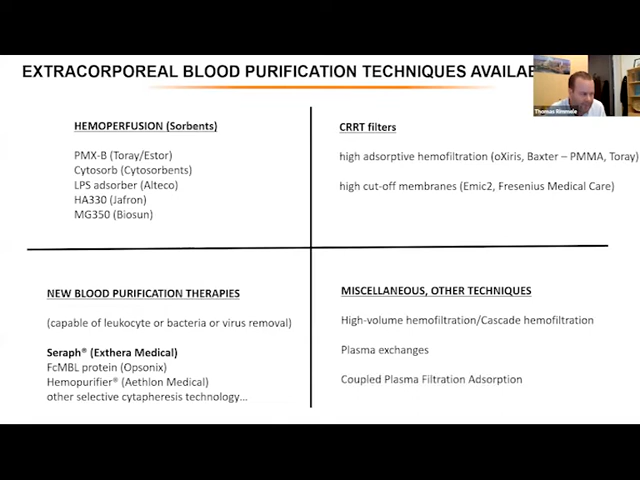 EXTRACORPOREAL BLOOD PURIFICATION TECHNIQUES
HEMOPERFUSION (Sorbents)
PMX-B (Toray/Estor)
Cytosorb (Cytosorbents)
LPS adsorber (Alteco)
HA330 (Jafron)
MG350 (Biosun)
CRRT filters
high adsorptive hemofiltration (oXiris, Baxter – PMMA, Toray)
high cut-off membranes (Emic2, Fresenius Medical Care)
NEW BLOOD PURIFICATION THERAPIES
(capable of leukocyte or bacteria or virus removal)
Seraph® (Exthera Medical)
FcMBL protein (Opsonix)
Hemopurifier® (Aethlon Medical)
other selective cytapheresis technology...
MISCELLANEOUS, OTHER TECHNIQUES
High-volume hemofiltration/Cascade hemofiltration
Plasma exchanges
Coupled Plasma Filtration Adsorption
Thomas